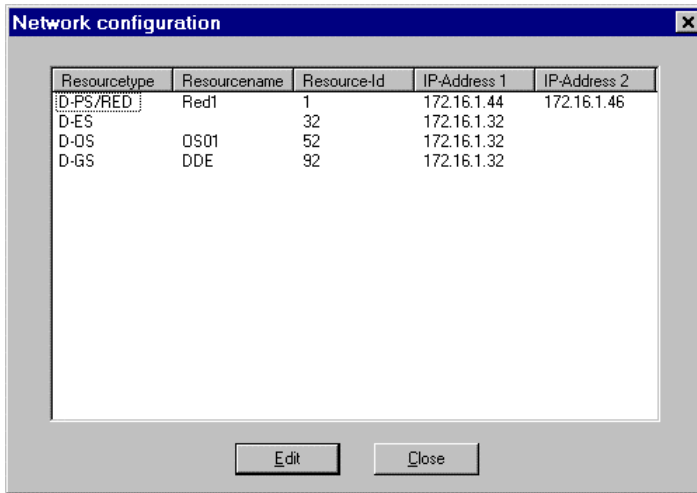 Network configuration
Resourcetype Resourcename Resource-Id IP-Address 1 IP-Address 2
D-PS/RED Red1 1 172.16.1.44 172.16.1.46
D-ES 32 172.16.1.32
D-OS OS01 52 172.16.1.32
D-GS DDE 92 172.16.1.32
Edit Close